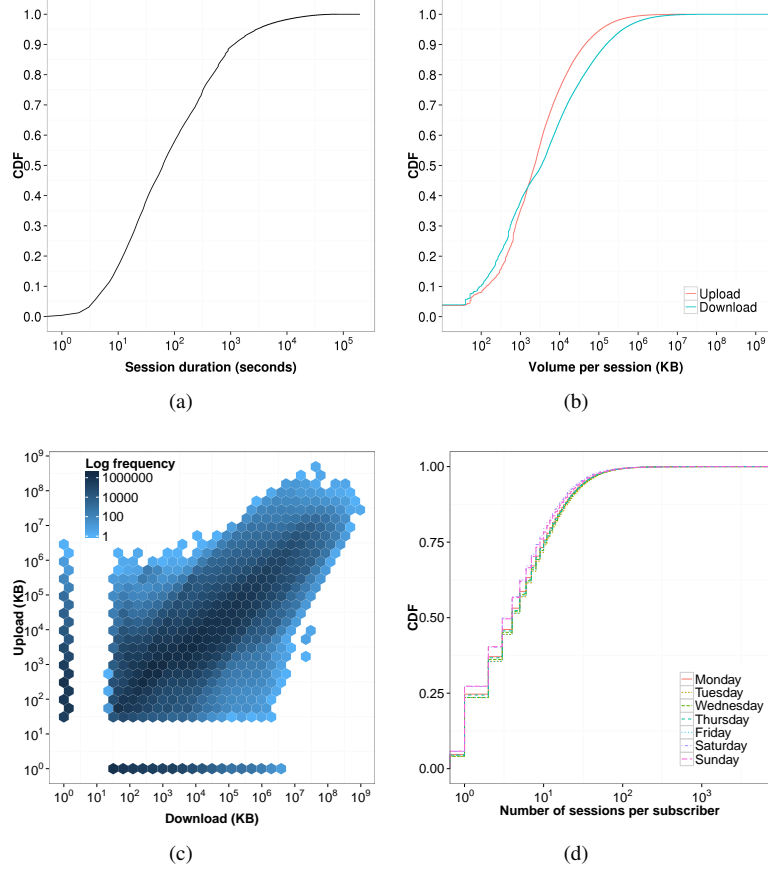 1.0
0.9
0.8
0.7
0.6
0.5
0.4
0.3
0.2
0.1
0.0
CDF
10^0 10^1 10^2 10^3 10^4 10^5
Session duration (seconds)
(a)
1.0
0.9
0.8
0.7
0.6
0.5
0.4
0.3
0.2
0.1
0.0
CDF
Upload
Download
10^2 10^3 10^4 10^5 10^6 10^7 10^8 10^9
Volume per session (KB)
(b)
10^9
10^8
10^7
10^6
10^5
10^4
10^3
10^2
10^1
10^0
Upload (KB)
Log frequency
1000000
10000
100
1
10^0 10^1 10^2 10^3 10^4 10^5 10^6 10^7 10^8 10^9
Download (KB)
(c)
1.00
0.75
0.50
0.25
0.00
CDF
Monday
Tuesday
Wednesday
Thursday
Friday
Saturday
Sunday
10^0 10^1 10^2 10^3
Number of sessions per subscriber
(d)